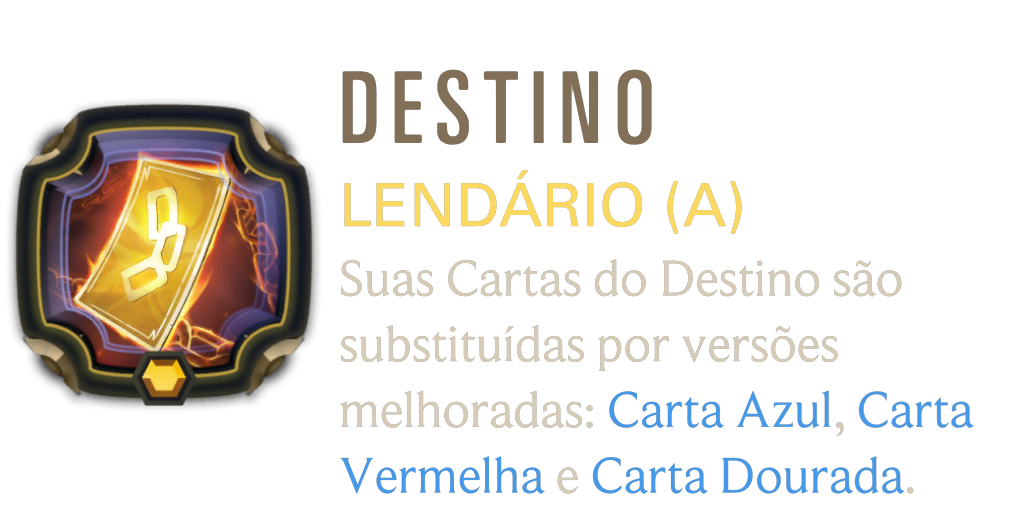 DESTINO
LENDÁRIO (A)
Suas Cartas do Destino são
substituídas por versões
melhoradas: Carta Azul, Carta
Vermelha e Carta Dourada.